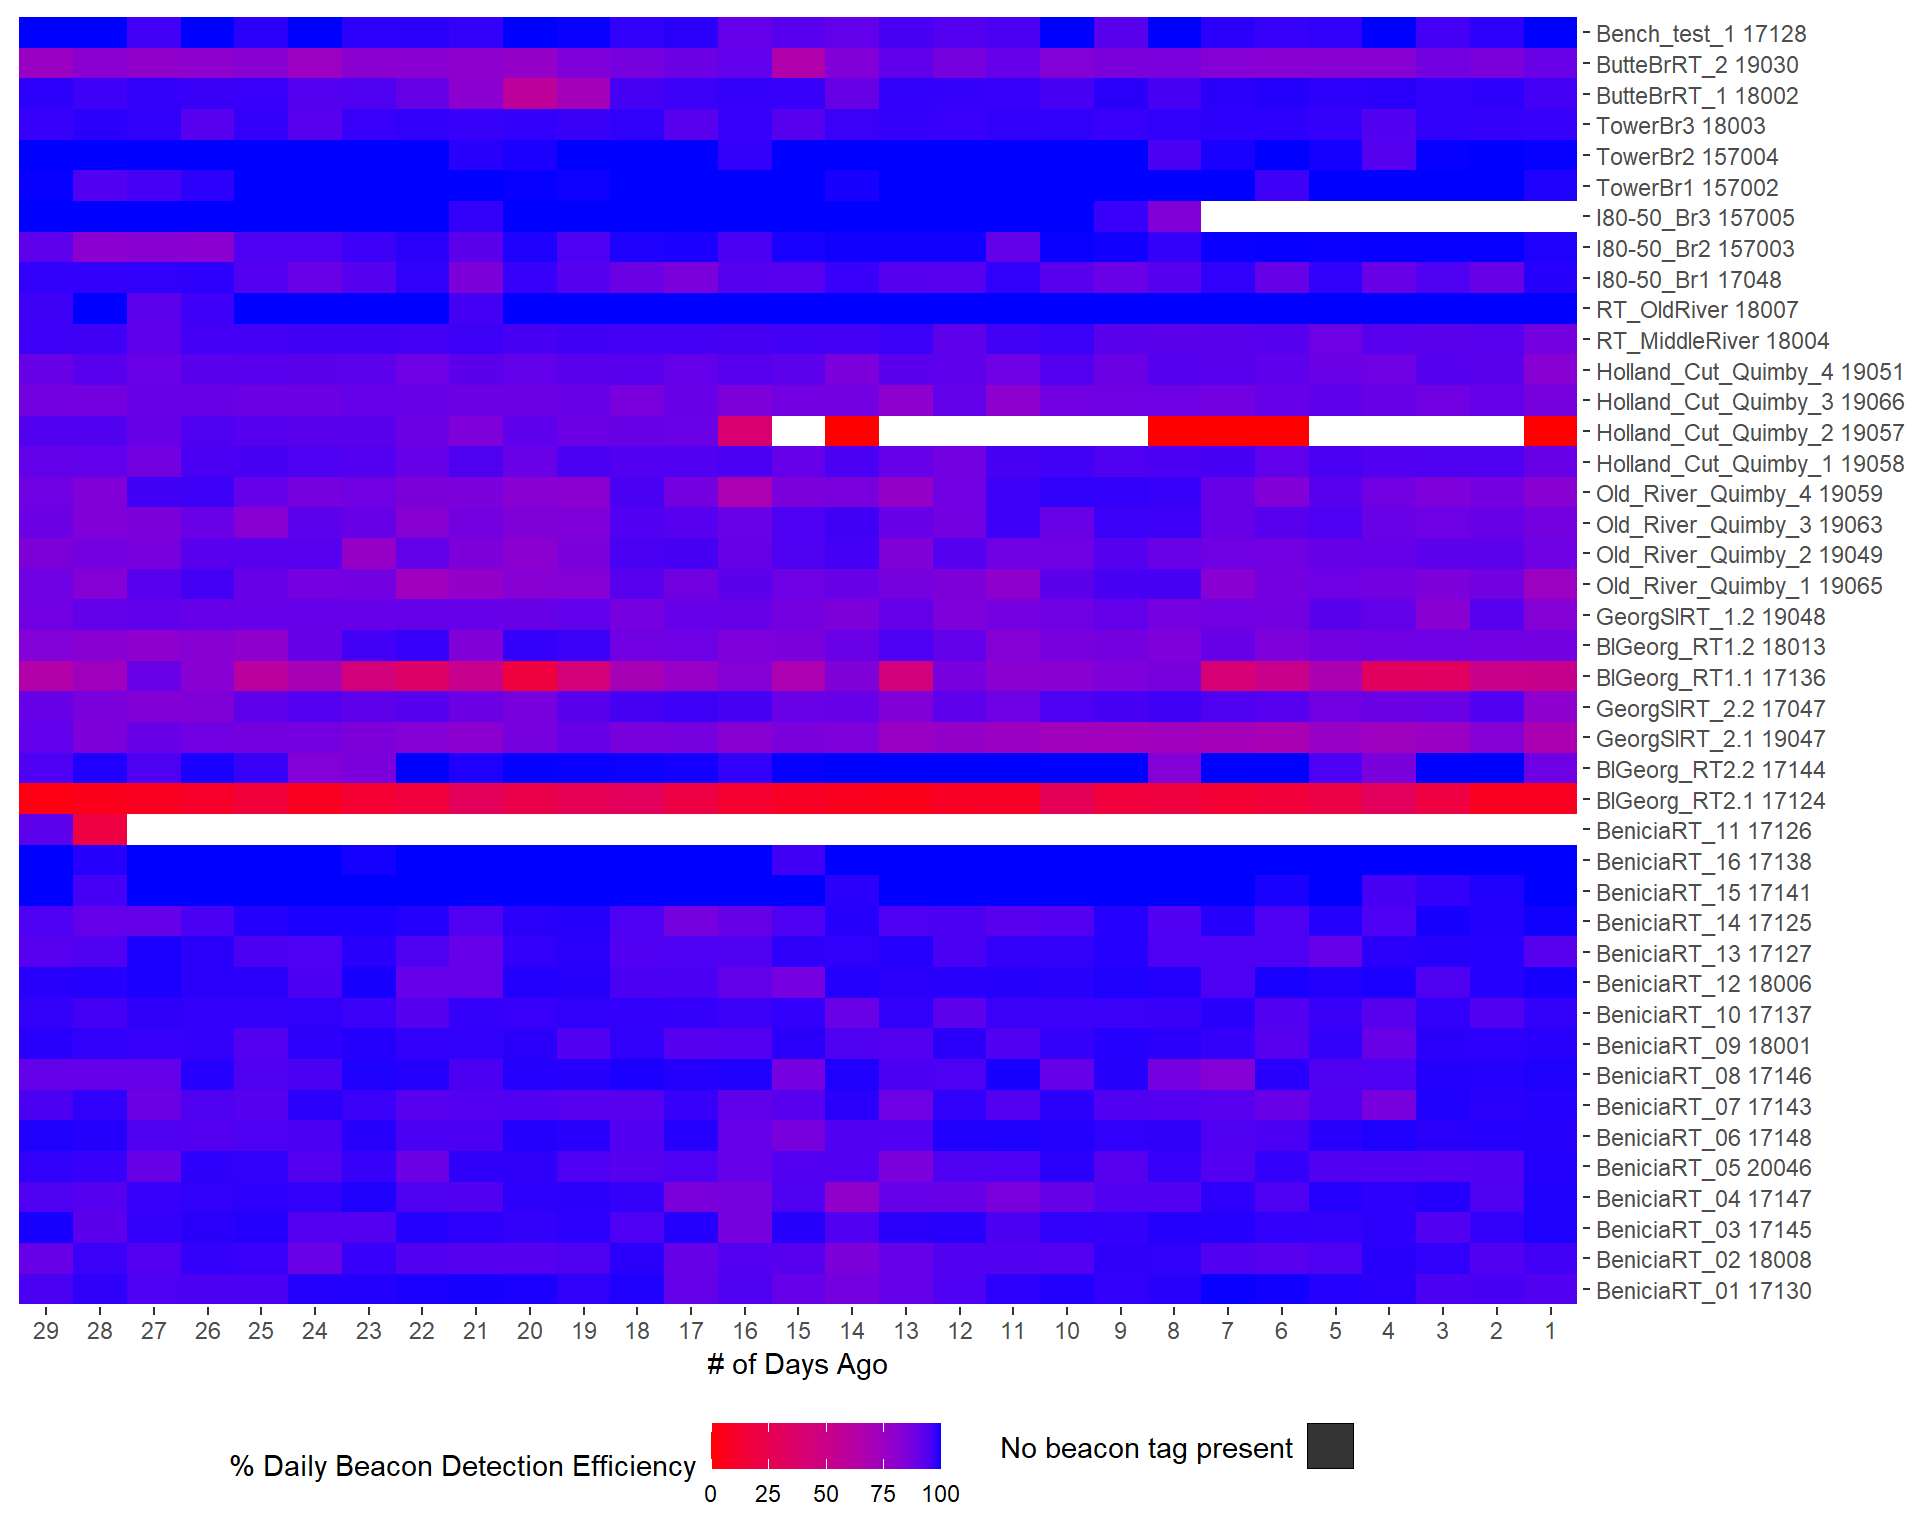 Bench_test_1 17128
ButteBrRT_2 19030
ButteBrRT_1 18002
TowerBr3 18003
TowerBr2 157004
TowerBr1 157002
I80-50_Br3 157005
I80-50_Br2 157003
I80-50_Br1 17048
RT_OldRiver 18007
RT_MiddleRiver 18004
Holland_Cut_Quimby_4 19051
Holland_Cut_Quimby_3 19066
Holland_Cut_Quimby_2 19057
Holland_Cut_Quimby_1 19058
Old_River_Quimby_4 19059
Old_River_Quimby_3 19063
Old_River_Quimby_2 19049
Old_River_Quimby_1 19065
GeorgSlRT_1.2 19048
BlGeorg_RT1.2 18013
BlGeorg_RT1.1 17136
GeorgSlRT_2.2 17047
GeorgSlRT_2.1 19047
BlGeorg_RT2.2 17144
BlGeorg_RT2.1 17124
BeniciaRT_11 17126
BeniciaRT_16 17138
BeniciaRT_15 17141
BeniciaRT_14 17125
BeniciaRT_13 17127
BeniciaRT_12 18006
BeniciaRT_10 17137
BeniciaRT_09 18001
BeniciaRT_08 17146
BeniciaRT_07 17143
BeniciaRT_06 17148
BeniciaRT_05 20046
BeniciaRT_04 17147
BeniciaRT_03 17145
BeniciaRT_02 18008
BeniciaRT_01 17130
29 28 27 26 25 24 23 22 21 20 19 18 17 16 15 14 13 12 11 10 9 8 7 6 5 4 3 2 1
# of Days Ago
% Daily Beacon Detection Efficiency
0 25 50 75 100
No beacon tag present